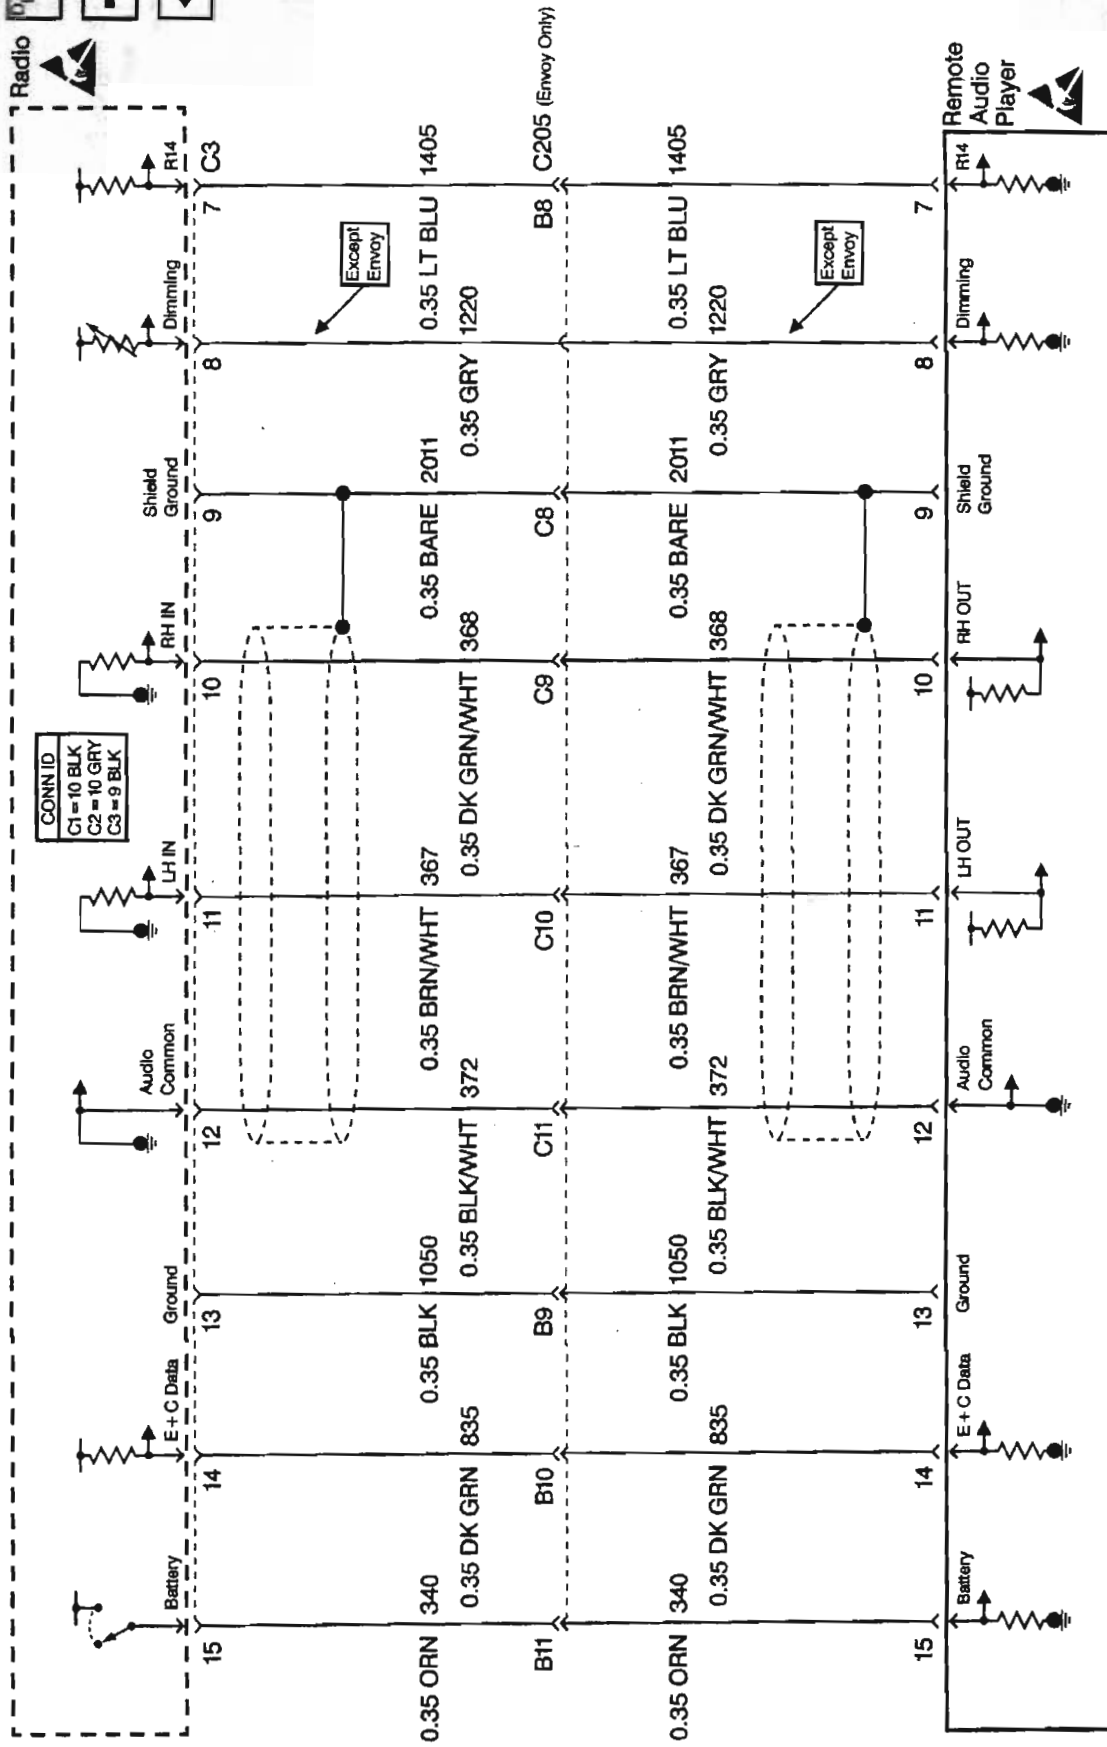 Radio
CONN ID
C1 = 10 BLK
C2 = 10 GRY
C3 = 9 BLK
Battery
E + C Data
Ground
Audio
Common
LH IN
RH IN
Shield
Ground
Dimming
R14
15
14
13
12
11
10
9
8
7
C3
Except
Envoy
0.35 ORN 340
0.35 DK GRN 835
0.35 BLK 1050
0.35 BLK/WHT 372
0.35 BRN/WHT 367
0.35 DK GRN/WHT 368
0.35 BARE 2011
0.35 GRY 1220
0.35 LT BLU 1405
B11
B10
B9
C11
C10
C9
C8
B8
C205 (Envoy Only)
0.35 ORN 340
0.35 DK GRN 835
0.35 BLK 1050
0.35 BLK/WHT 372
0.35 BRN/WHT 367
0.35 DK GRN/WHT 368
0.35 BARE 2011
0.35 GRY 1220
0.35 LT BLU 1405
Except
Envoy
15
14
13
12
11
10
9
8
7
Battery
E + C Data
Ground
Audio
Common
LH OUT
RH OUT
Shield
Ground
Dimming
R14
Remote
Audio
Player